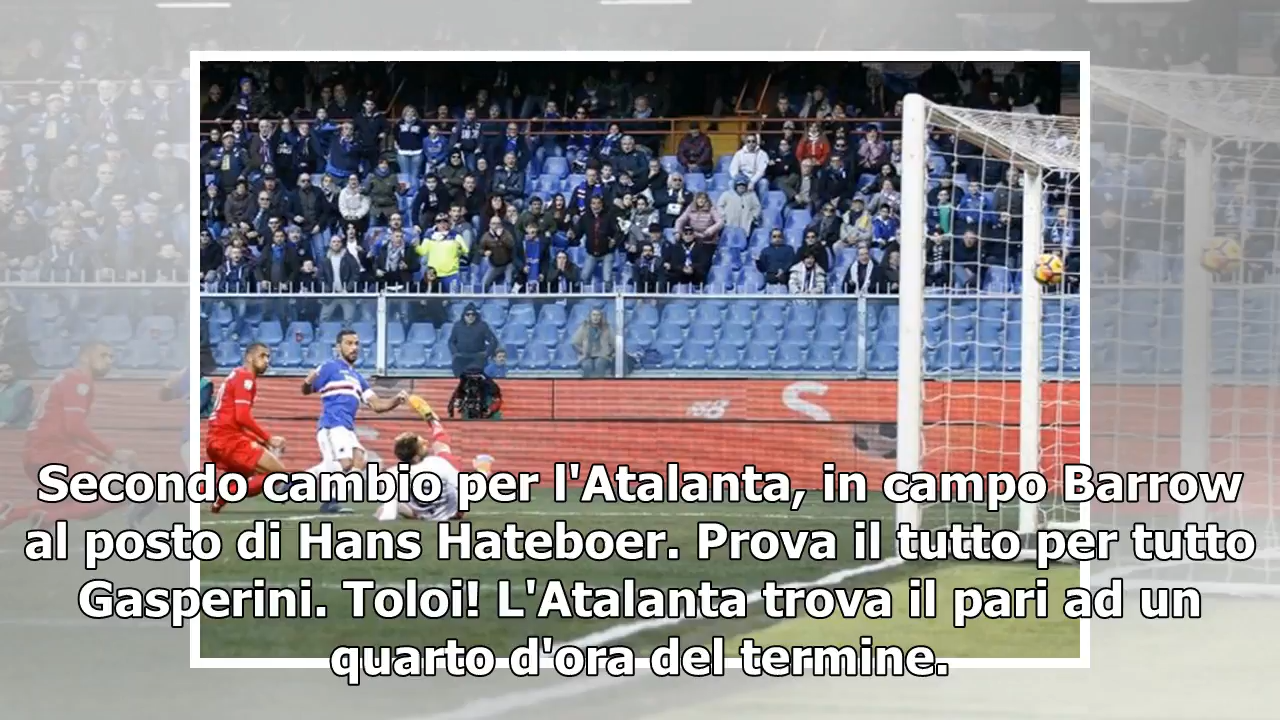 Secondo cambio per l'Atalanta, in campo Barrow
al posto di Hans Hateboer. Prova il tutto per tutto
Gasperini. Toloi! L'Atalanta trova il pari ad un
quarto d'ora del termine.